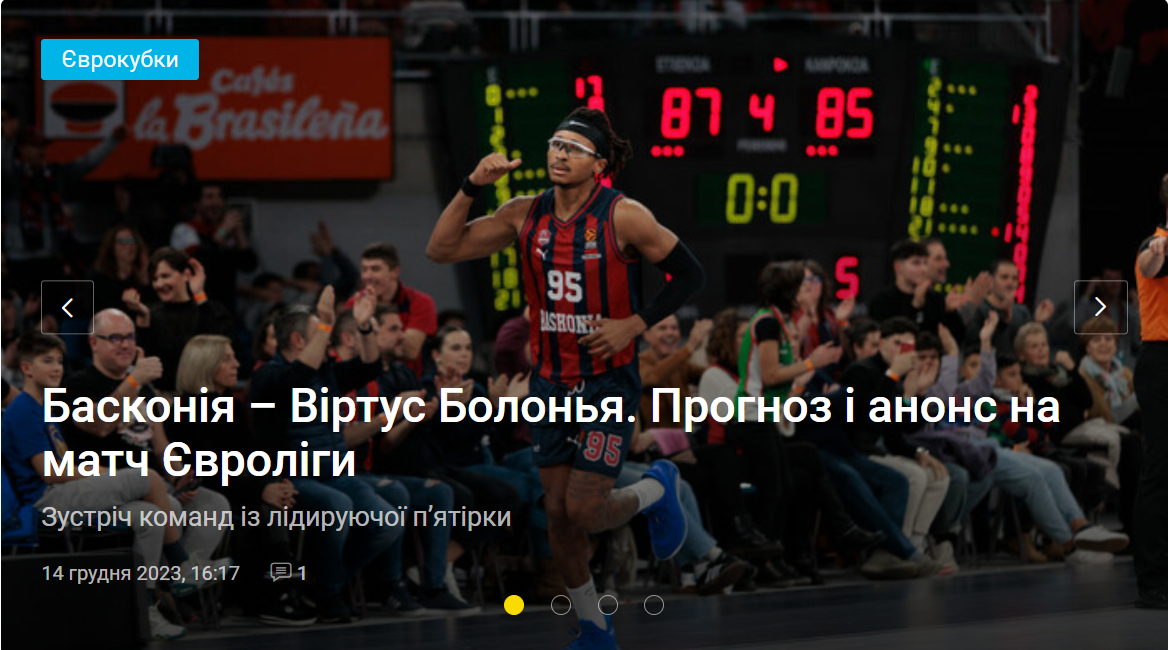 Єврокубки
Cafés
la Brasileña
87 4 85
0:0
5
95
BASKONIA
95
Басконія – Віртус Болонья. Прогноз і анонс на
матч Євроліги
Зустріч команд із лідируючої п’ятірки
14 грудня 2023, 16:17 1